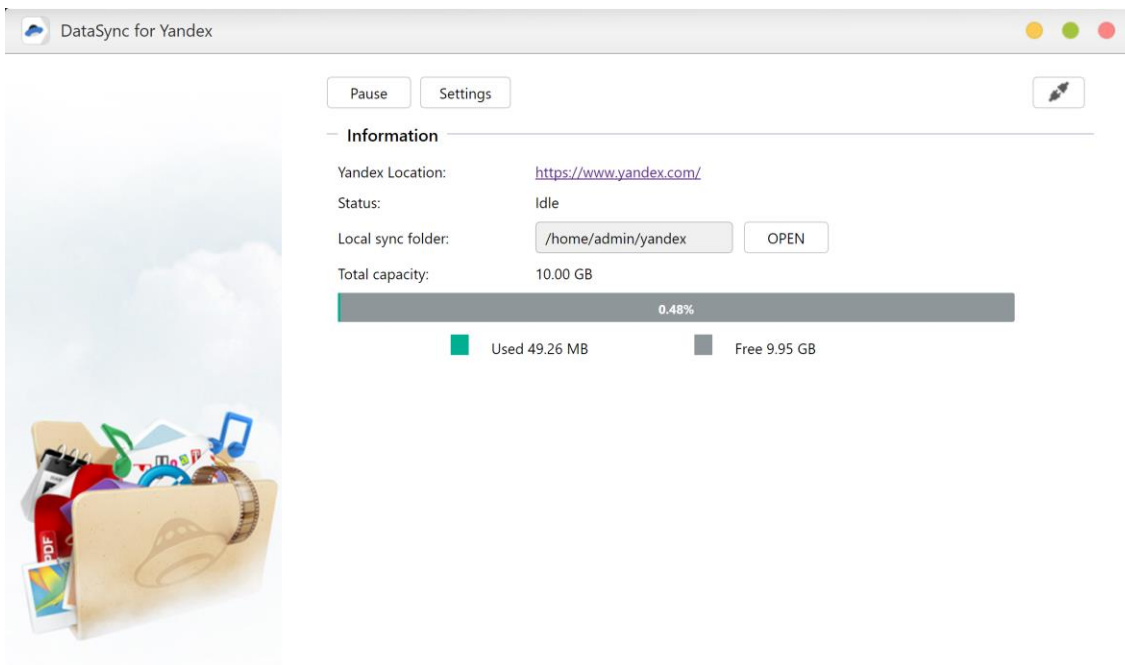 DataSync for Yandex
Pause Settings
Information
Yandex Location: https://www.yandex.com/
Status: Idle
Local sync folder: /home/admin/yandex OPEN
Total capacity: 10.00 GB
0.48%
Used 49.26 MB Free 9.95 GB
PDF